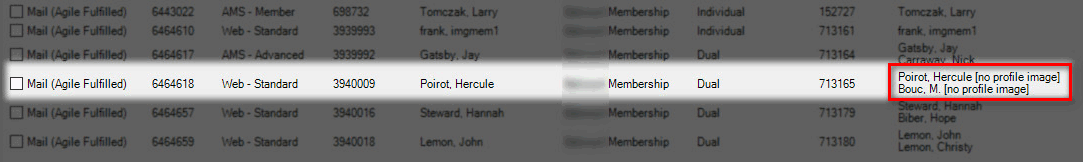 Mail (Agile Fulfilled) 6443022 AMS - Member 698732 Tomczak, Larry Membership Individual 152727 Tomczak, Larry
Mail (Agile Fulfilled) 6464610 Web - Standard 3939993 frank, imgmem1 Membership Individual 713161 frank, imgmem1
Mail (Agile Fulfilled) 6464617 AMS - Advanced 3939992 Gatsby, Jay Membership Dual 713164 Gatsby, Jay
Carraway, Nick
Mail (Agile Fulfilled) 6464618 Web - Standard 3940009 Poirot, Hercule Membership Dual 713165 Poirot, Hercule [no profile image]
Bouc, M. [no profile image]
Mail (Agile Fulfilled) 6464657 Web - Standard 3940016 Steward, Hannah Membership Dual 713179 Steward, Hannah
Biber, Hope
Mail (Agile Fulfilled) 6464659 Web - Standard 3940018 Lemon, John Membership Dual 713180 Lemon, John
Lemon, Christy